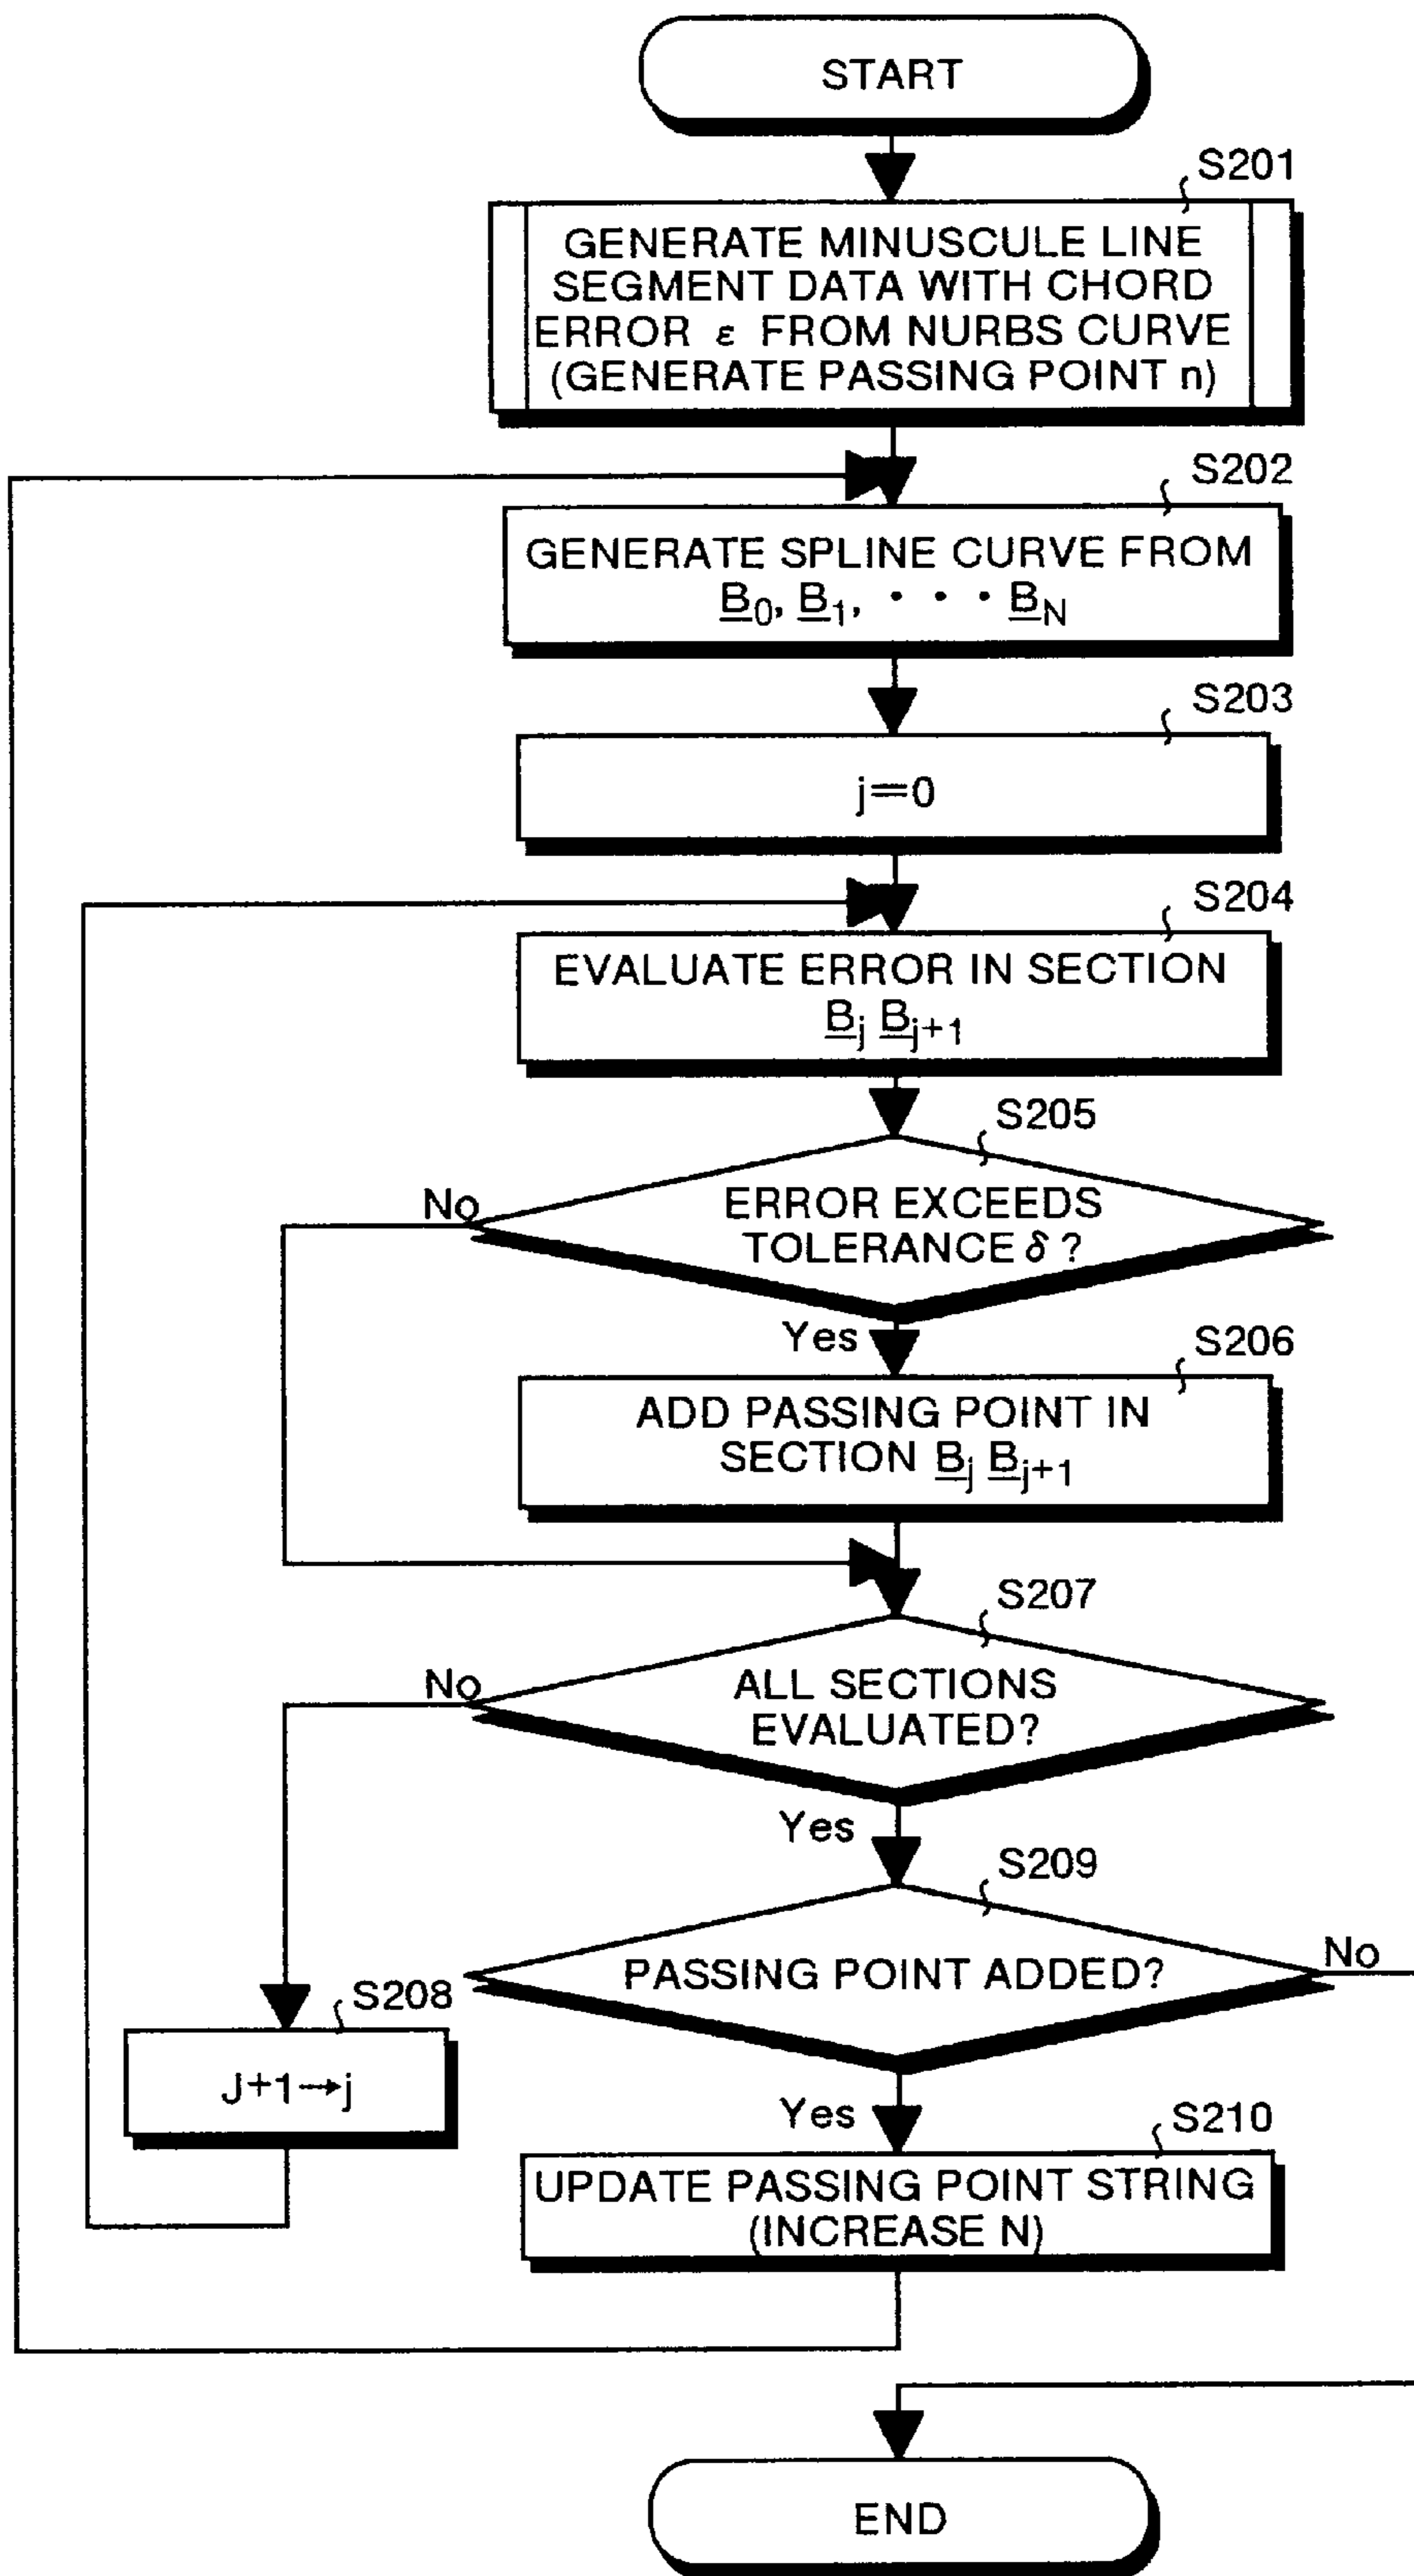 START
S201
GENERATE MINUSCULE LINE
SEGMENT DATA WITH CHORD
ERROR ε FROM NURBS CURVE
(GENERATE PASSING POINT n)
S202
GENERATE SPLINE CURVE FROM
B0, B1, ・・・ BN
S203
j=0
S204
EVALUATE ERROR IN SECTION
Bj Bj+1
S205
No
ERROR EXCEEDS
TOLERANCE δ ?
Yes
S206
ADD PASSING POINT IN
SECTION Bj Bj+1
S207
No
ALL SECTIONS
EVALUATED?
Yes
S209
No
PASSING POINT ADDED?
S208
J+1→j
Yes
S210
UPDATE PASSING POINT STRING
(INCREASE N)
END